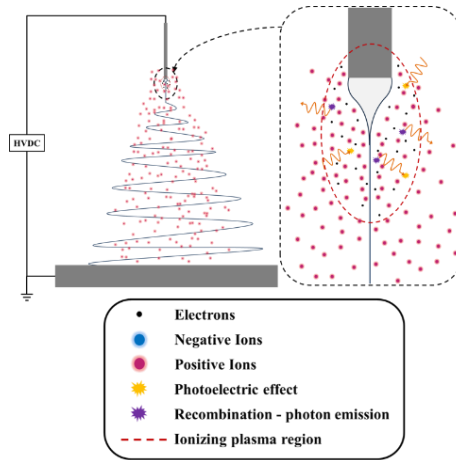 HVDC
Electrons
Negative Ions
Positive Ions
Photoelectric effect
Recombination - photon emission
Ionizing plasma region